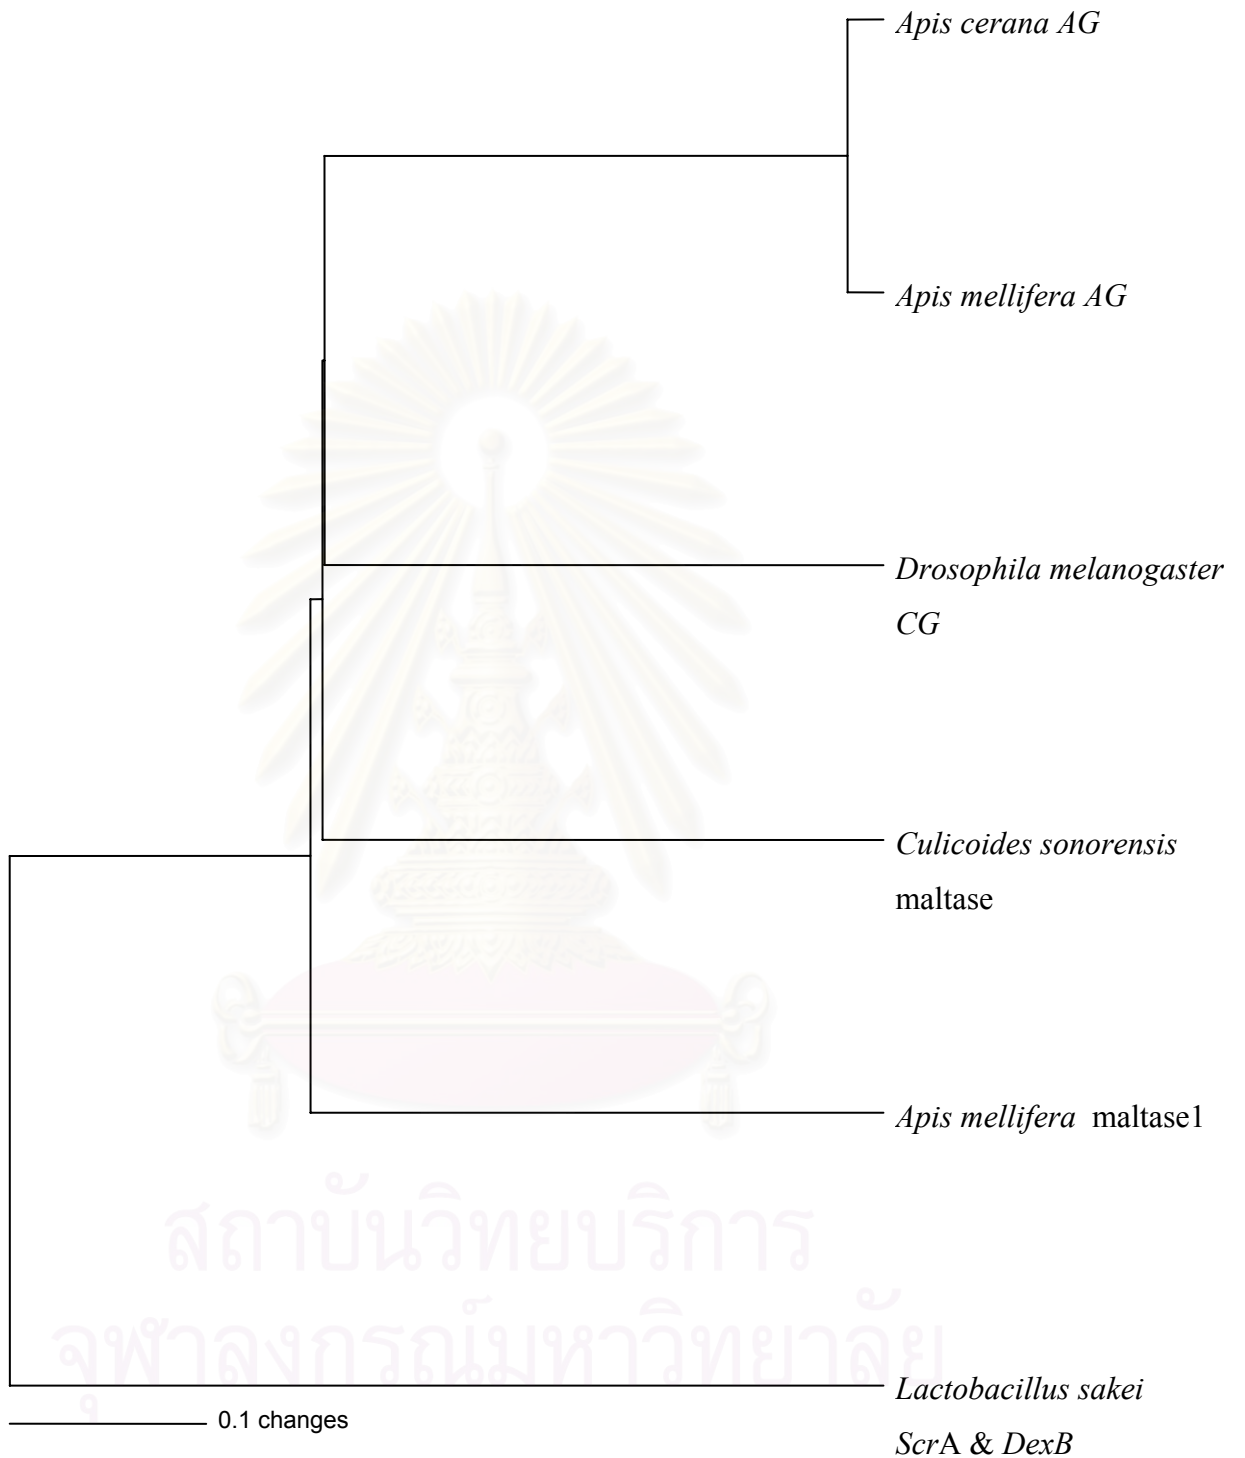 Apis cerana AG
Apis mellifera AG
Drosophila melanogaster
CG
Culicoides sonorensis
maltase
Apis mellifera maltase1
สถาบันวิทยบริการ
จุฬาลงกรณ์มหาวิทยาลัย
Lactobacillus sakei
0.1 changes
ScrA & DexB